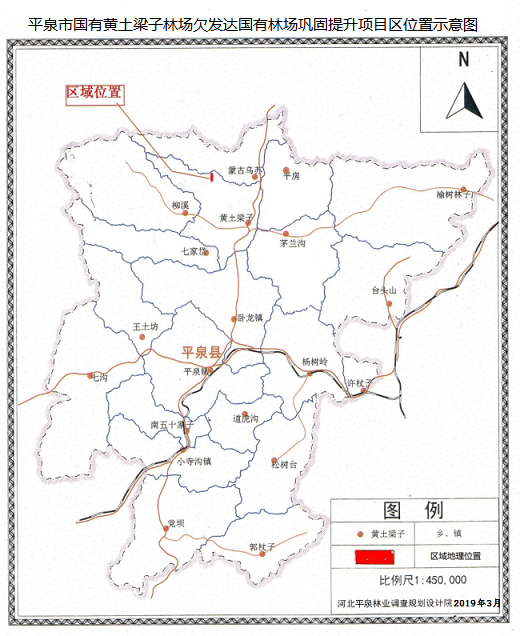 平泉市国有黄土梁子林场欠发达国有林场巩固提升项目区位置示意图
N
区域位置
蒙古乌苏
平房
榆树林子
柳溪
黄土梁子
茅兰沟
七家岱
台头山
卧龙镇
王土坊
平泉县
杨树岭
平泉镇
七沟
许杖子
道虎沟
南五十家子
小寺沟镇
松树台
党坝
郭杖子
图 例
黄土梁子 乡、镇
区域地理位置
比例尺1:450,000
河北平泉林业调查规划设计院 2019年3月